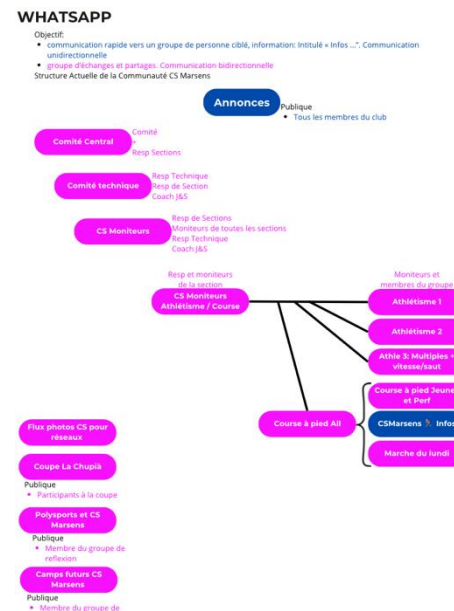 WHATSAPP
Objectif:
• communication rapide vers un groupe de personne ciblé, information: Intitulé « Infos ...". Communication
unidirectionnelle
• groupe d'échanges et partages. Communication bidirectionnelle
Structure Actuelle de la Communauté CS Marsens
Annonces
Publique
• Tous les membres du club
Comité Central
Comité
+
Resp Sections
Comité technique
Resp Technique
Resp de Section
Coach J&S
CS Moniteurs
Resp de Sections
Moniteurs de toutes les sections
Resp Technique
Coach J&S
Resp et moniteurs
de la section
CS Moniteurs
Athlétisme / Course
Moniteurs et
membres du groupe
Athlétisme 1
Athlétisme 2
Athle 3: Multiples +
vitesse/saut
Course à pied All
Course à pied Jeune
et Perf
CSMarsens 🏃 Infos
Marche du lundi
Flux photos CS pour
réseaux
Coupe La Chupià
Publique
• Participants à la coupe
Polysports et CS
Marsens
Publique
• Membre du groupe de
reflexion
Camps futurs CS
Marsens
Publique
• Membre du groupe de